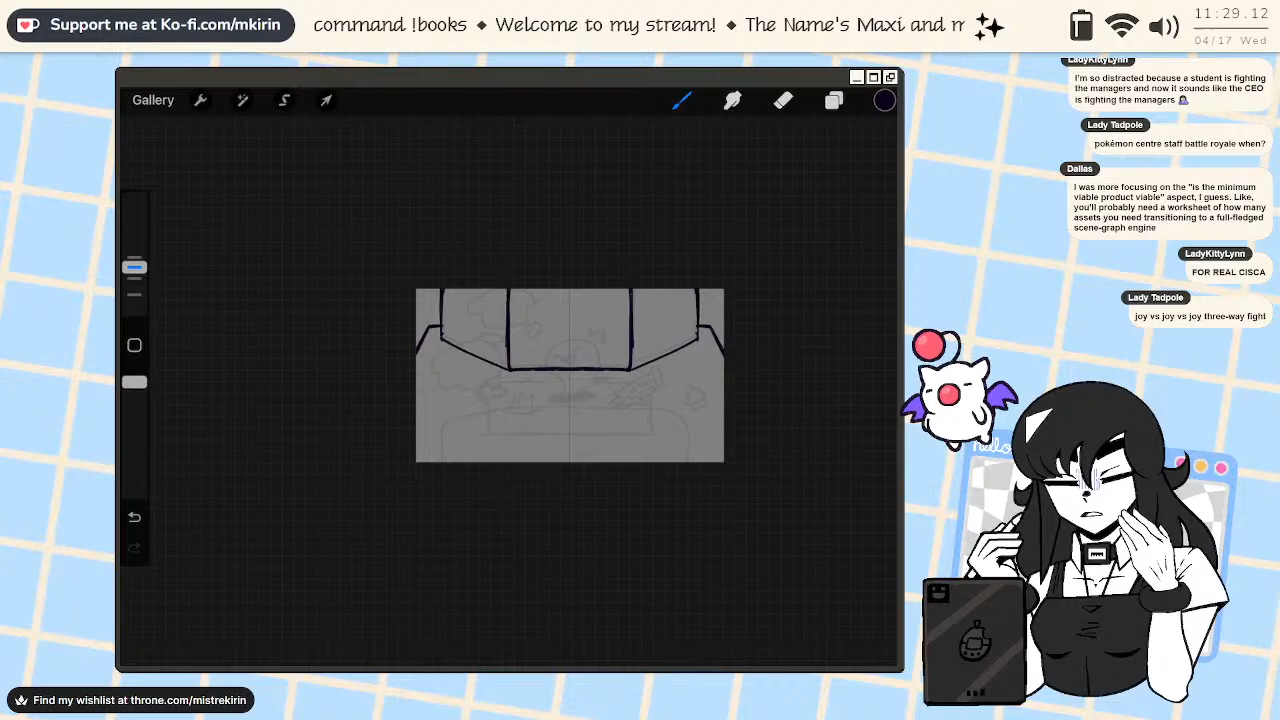 Support me at Ko-fi.com/mkirin
command !books ◆ Welcome to my stream! ◆ The Name's Maxi and m
11:29.12
04/17 Wed
Gallery
LadyKittyLynn
I'm so distracted because a student is fighting
the managers and now it sounds like the CEO
is fighting the managers
Lady Tadpole
pokémon centre staff battle royale when?
Dallas
I was more focusing on the "is the minimum
viable product viable" aspect, I guess. Like,
you'll probably need a worksheet of how many
assets you need transitioning to a full-fledged
scene-graph engine
LadyKittyLynn
FOR REAL CISCA
Lady Tadpole
joy vs joy vs joy three-way fight
hello
Find my wishlist at throne.com/mistrekirin